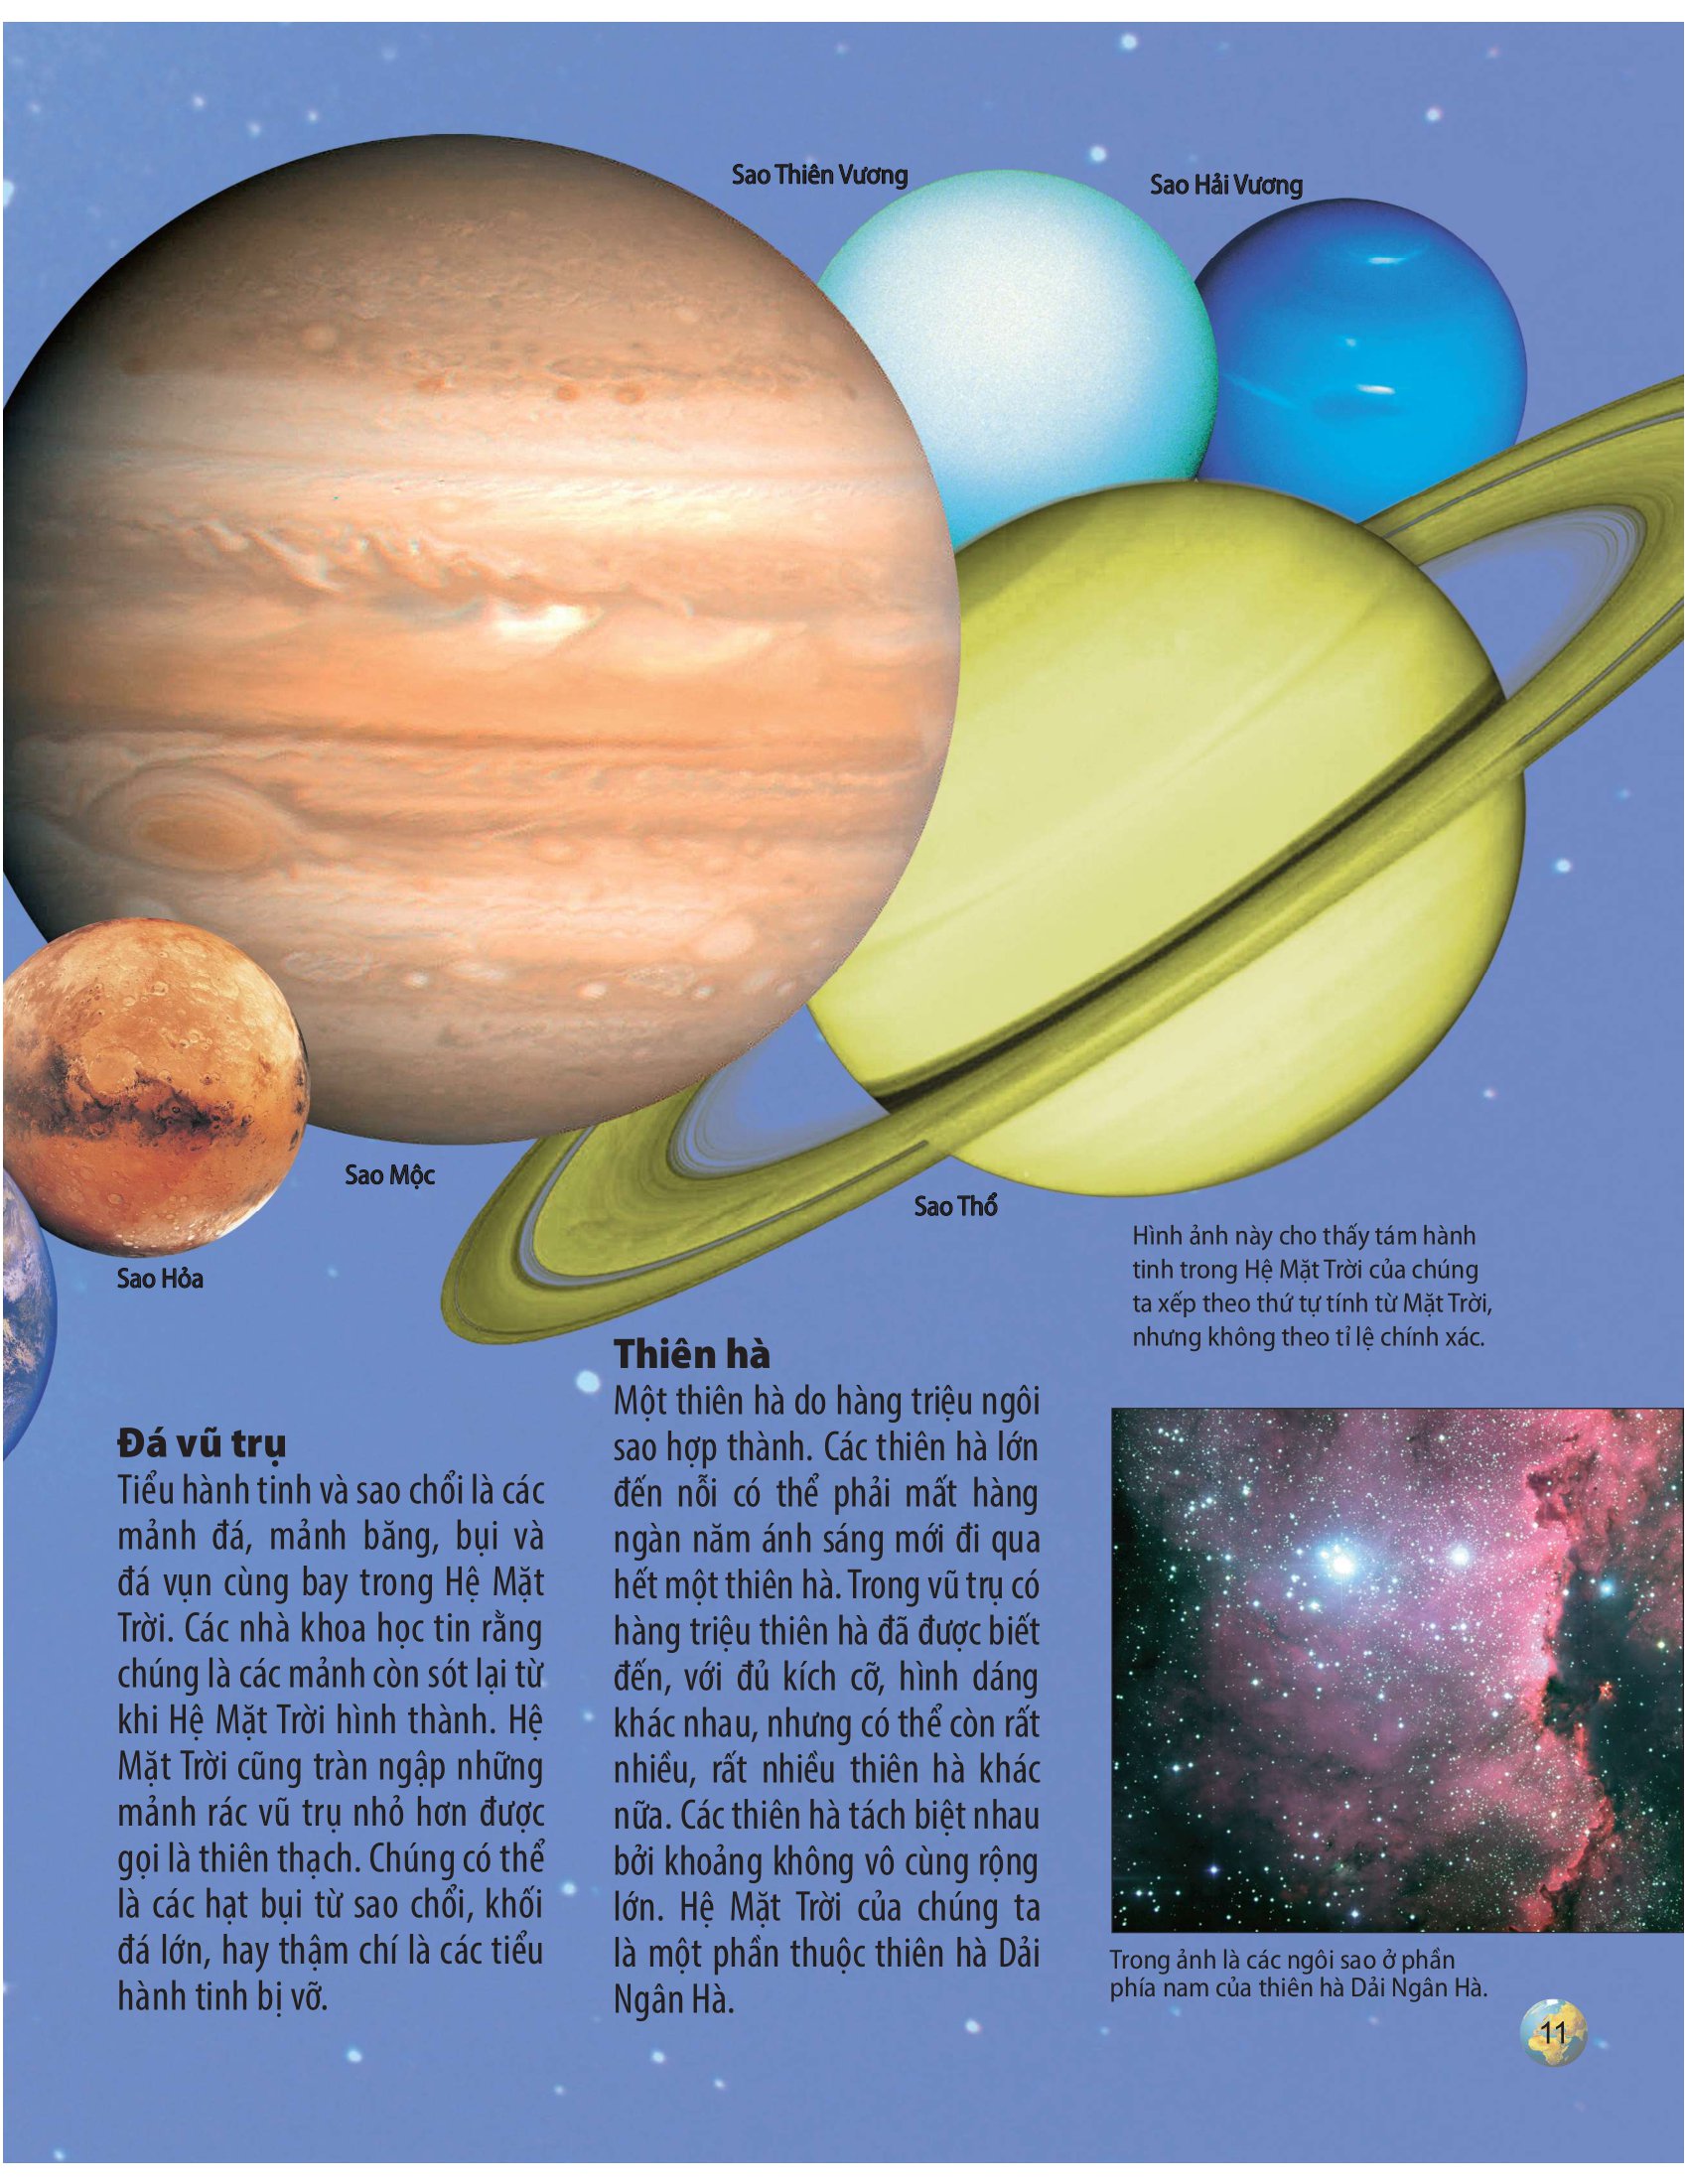 Sao Thiên Vương
Sao Hải Vương
Sao Mộc
Sao Thổ
Sao Hỏa
Hình ảnh này cho thấy tám hành
tinh trong Hệ Mặt Trời của chúng
ta xếp theo thứ tự tính từ Mặt Trời,
nhưng không theo tỉ lệ chính xác.
Đá vũ trụ
Tiểu hành tinh và sao chổi là các
mảnh đá, mảnh băng, bụi và
đá vụn cùng bay trong Hệ Mặt
Trời. Các nhà khoa học tin rằng
chúng là các mảnh còn sót lại từ
khi Hệ Mặt Trời hình thành. Hệ
Mặt Trời cũng tràn ngập những
mảnh rác vũ trụ nhỏ hơn được
gọi là thiên thạch. Chúng có thể
là các hạt bụi từ sao chổi, khối
đá lớn, hay thậm chí là các tiểu
hành tinh bị vỡ.
Thiên hà
Một thiên hà do hàng triệu ngôi
sao hợp thành. Các thiên hà lớn
đến nỗi có thể phải mất hàng
ngàn năm ánh sáng mới đi qua
hết một thiên hà. Trong vũ trụ có
hàng triệu thiên hà đã được biết
đến, với đủ kích cỡ, hình dáng
khác nhau, nhưng có thể còn rất
nhiều, rất nhiều thiên hà khác
nữa. Các thiên hà tách biệt nhau
bởi khoảng không vô cùng rộng
lớn. Hệ Mặt Trời của chúng ta
là một phần thuộc thiên hà Dải
Ngân Hà.
Trong ảnh là các ngôi sao ở phần
phía nam của thiên hà Dải Ngân Hà.
11